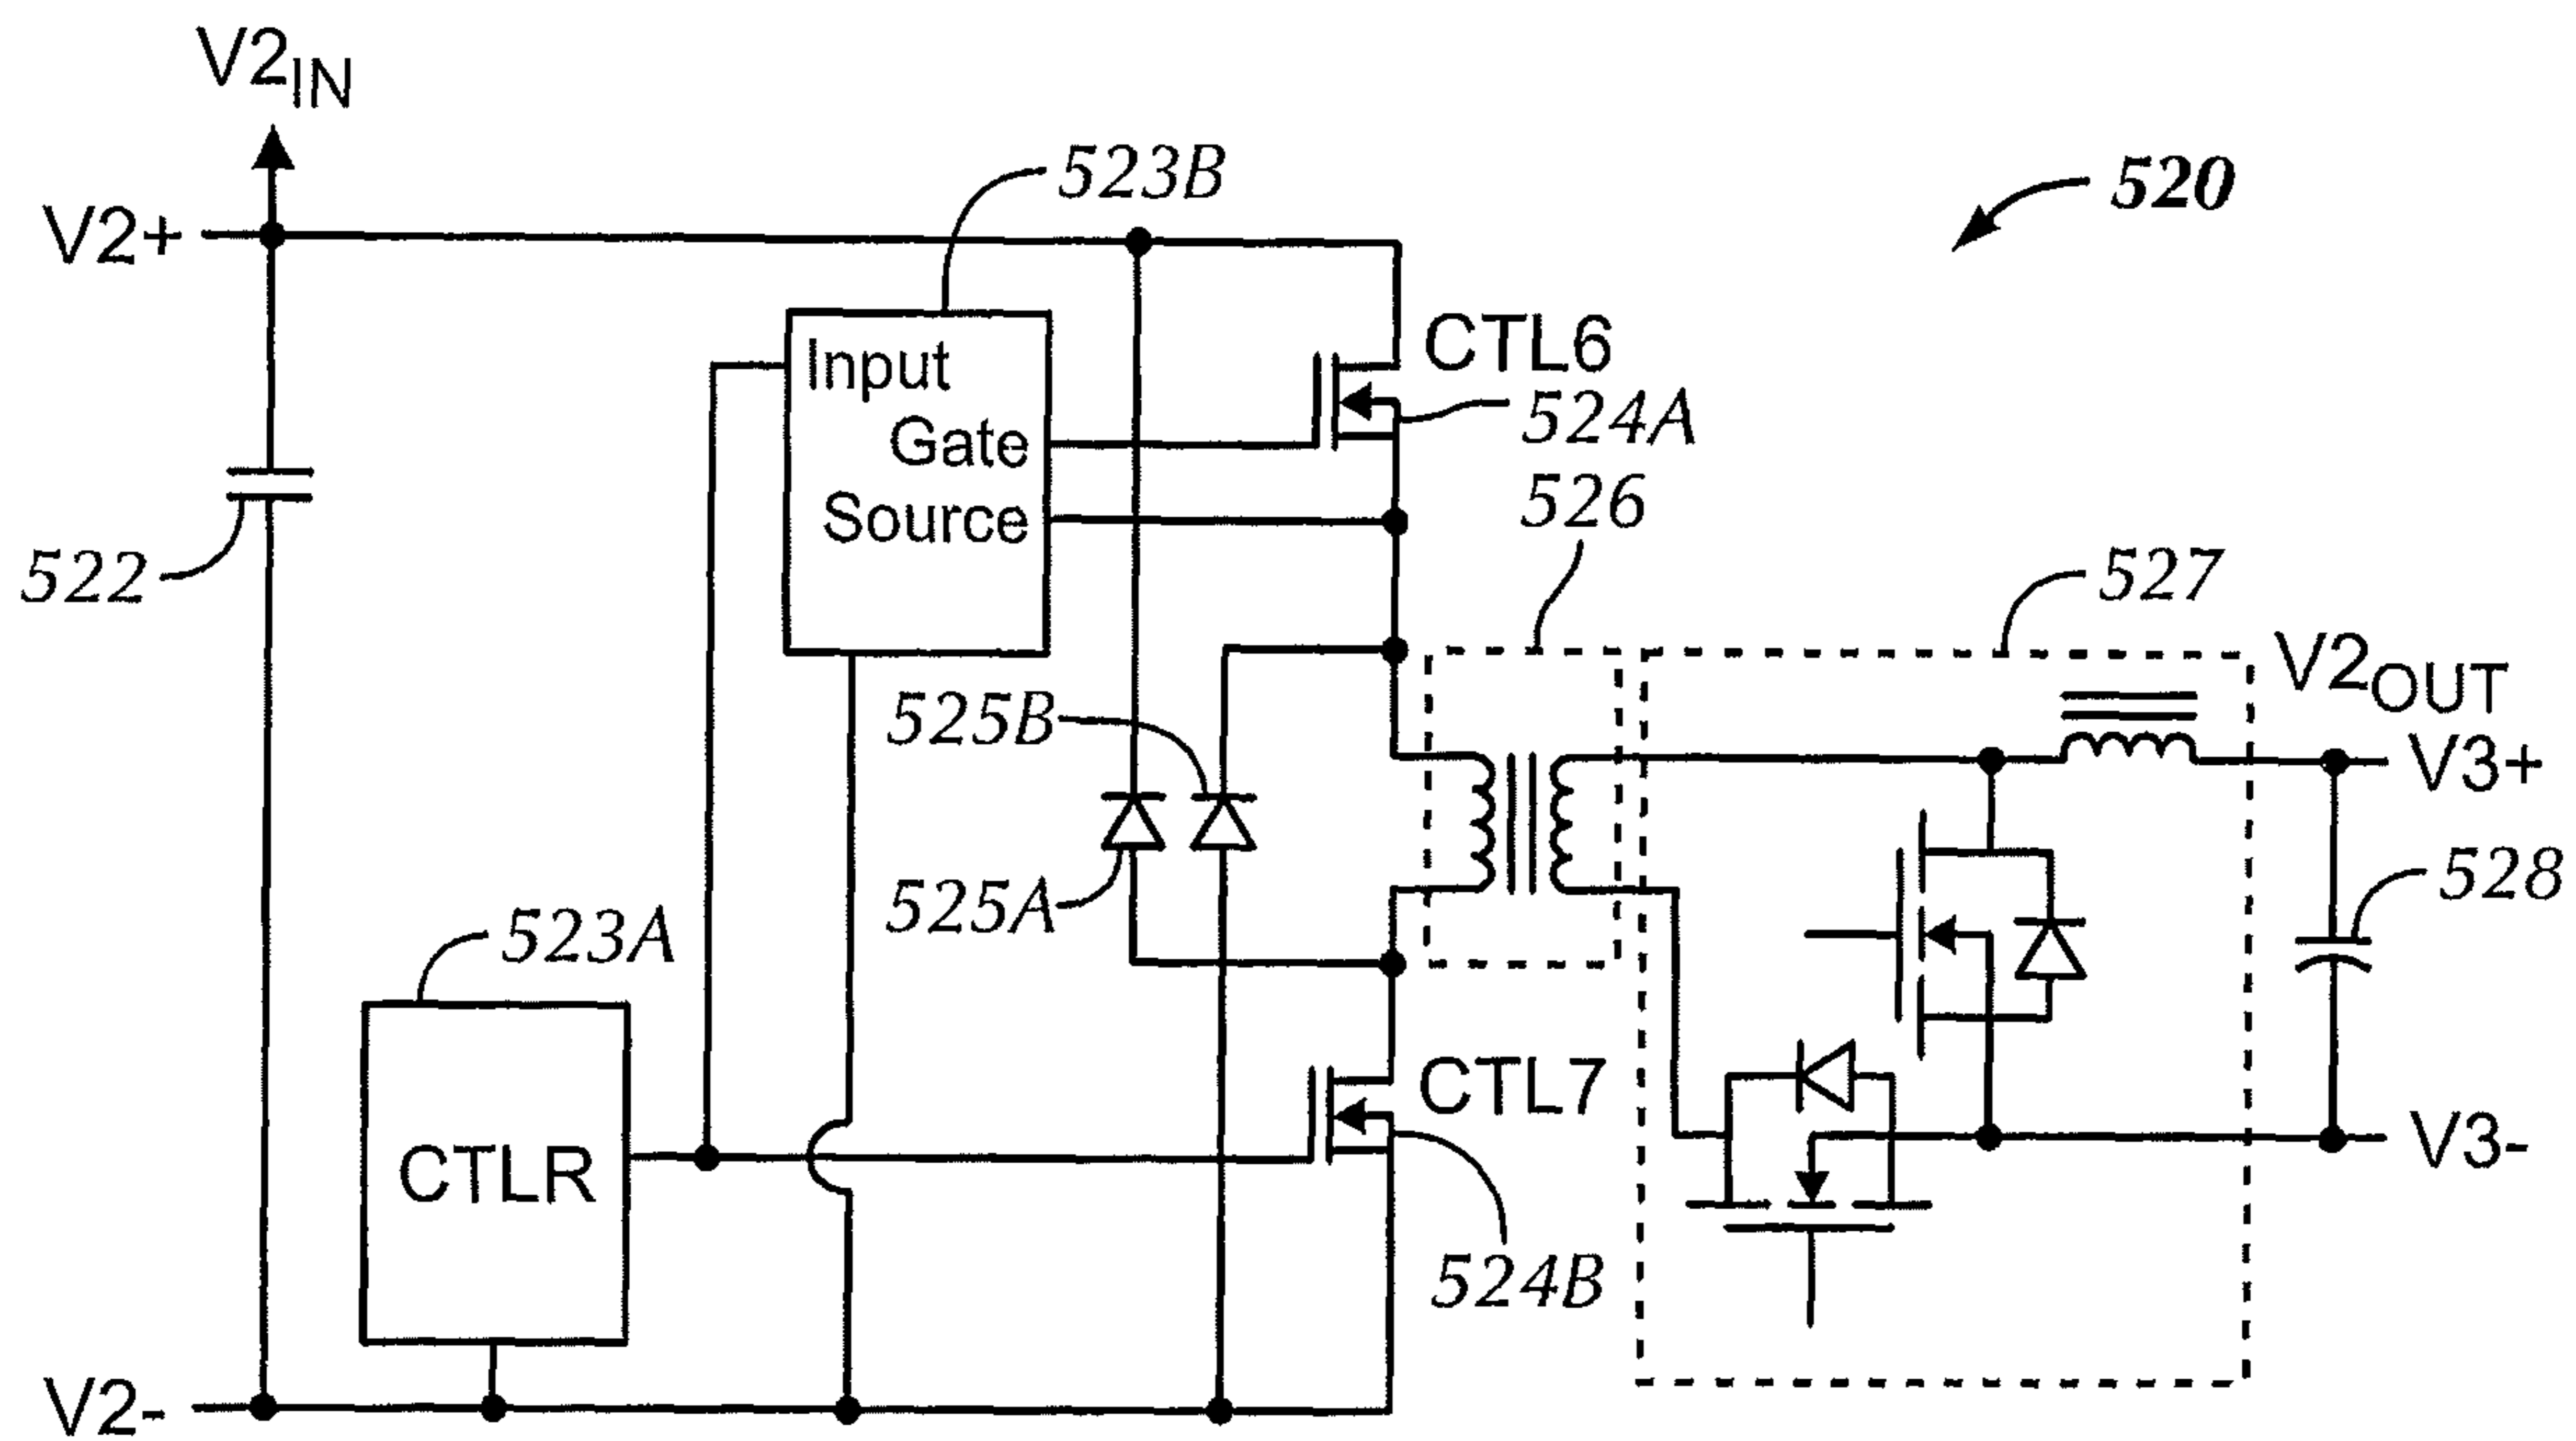 V2IN
523B
520
V2+
CTL6
Input
524A
Gate
526
Source
527
522
V2OUT
525B
V3+
528
525A
523A
CTL7
V3-
CTLR
524B
V2-